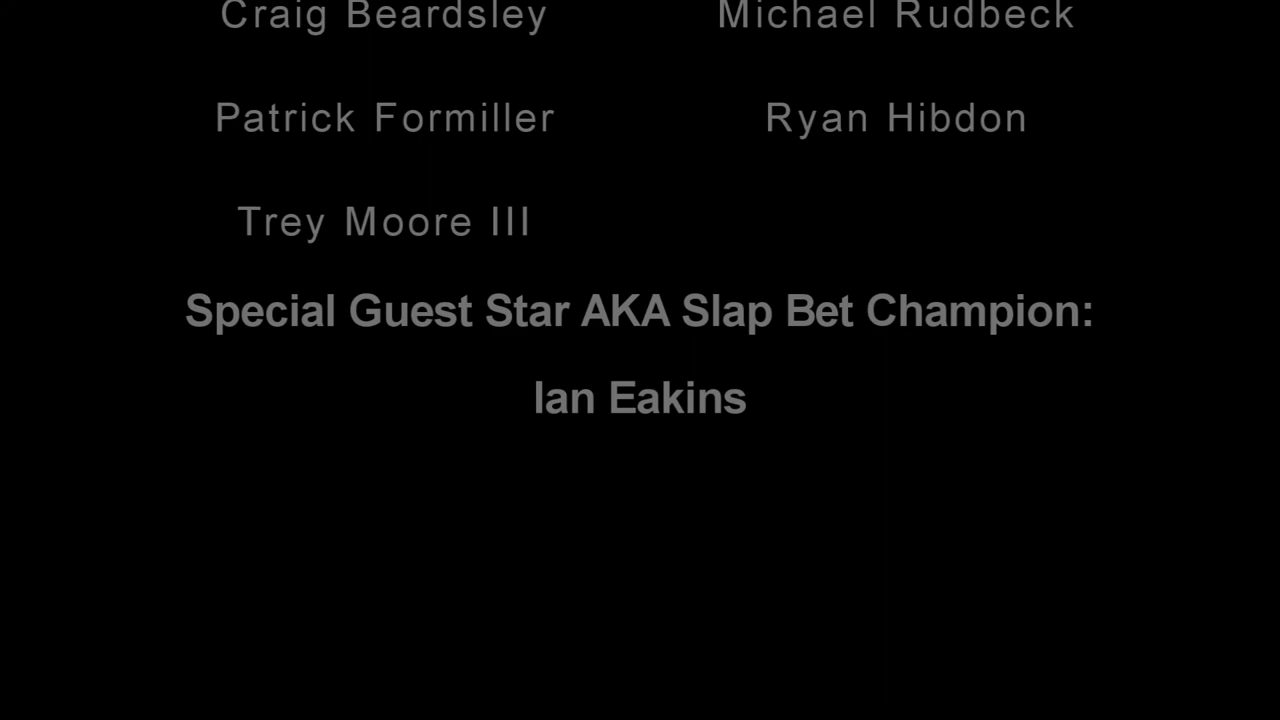 Craig Beardsley Michael Rudbeck
Patrick Formiller Ryan Hibdon
Trey Moore III
Special Guest Star AKA Slap Bet Champion:
Ian Eakins